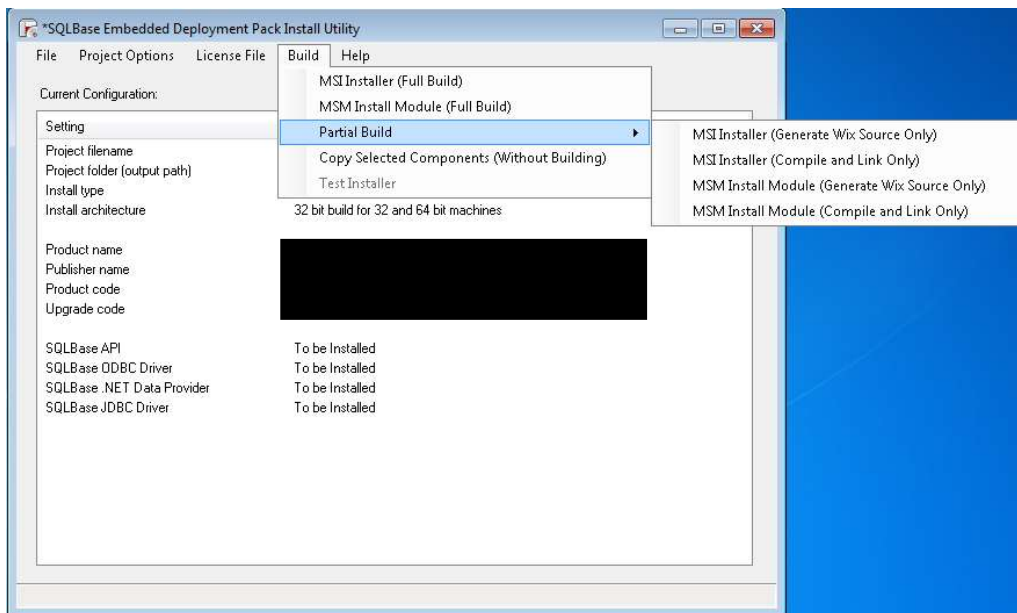 *SQLBase Embedded Deployment Pack Install Utility
File Project Options License File Build Help
MSI Installer (Full Build)
MSM Install Module (Full Build)
Partial Build
Copy Selected Components (Without Building)
Test Installer
MSI Installer (Generate Wix Source Only)
MSI Installer (Compile and Link Only)
MSM Install Module (Generate Wix Source Only)
MSM Install Module (Compile and Link Only)
Current Configuration:
Setting
Project filename
Project folder (output path)
Install type
Install architecture 32 bit build for 32 and 64 bit machines
Product name
Publisher name
Product code
Upgrade code
SQLBase API To be Installed
SQLBase ODBC Driver To be Installed
SQLBase .NET Data Provider To be Installed
SQLBase JDBC Driver To be Installed